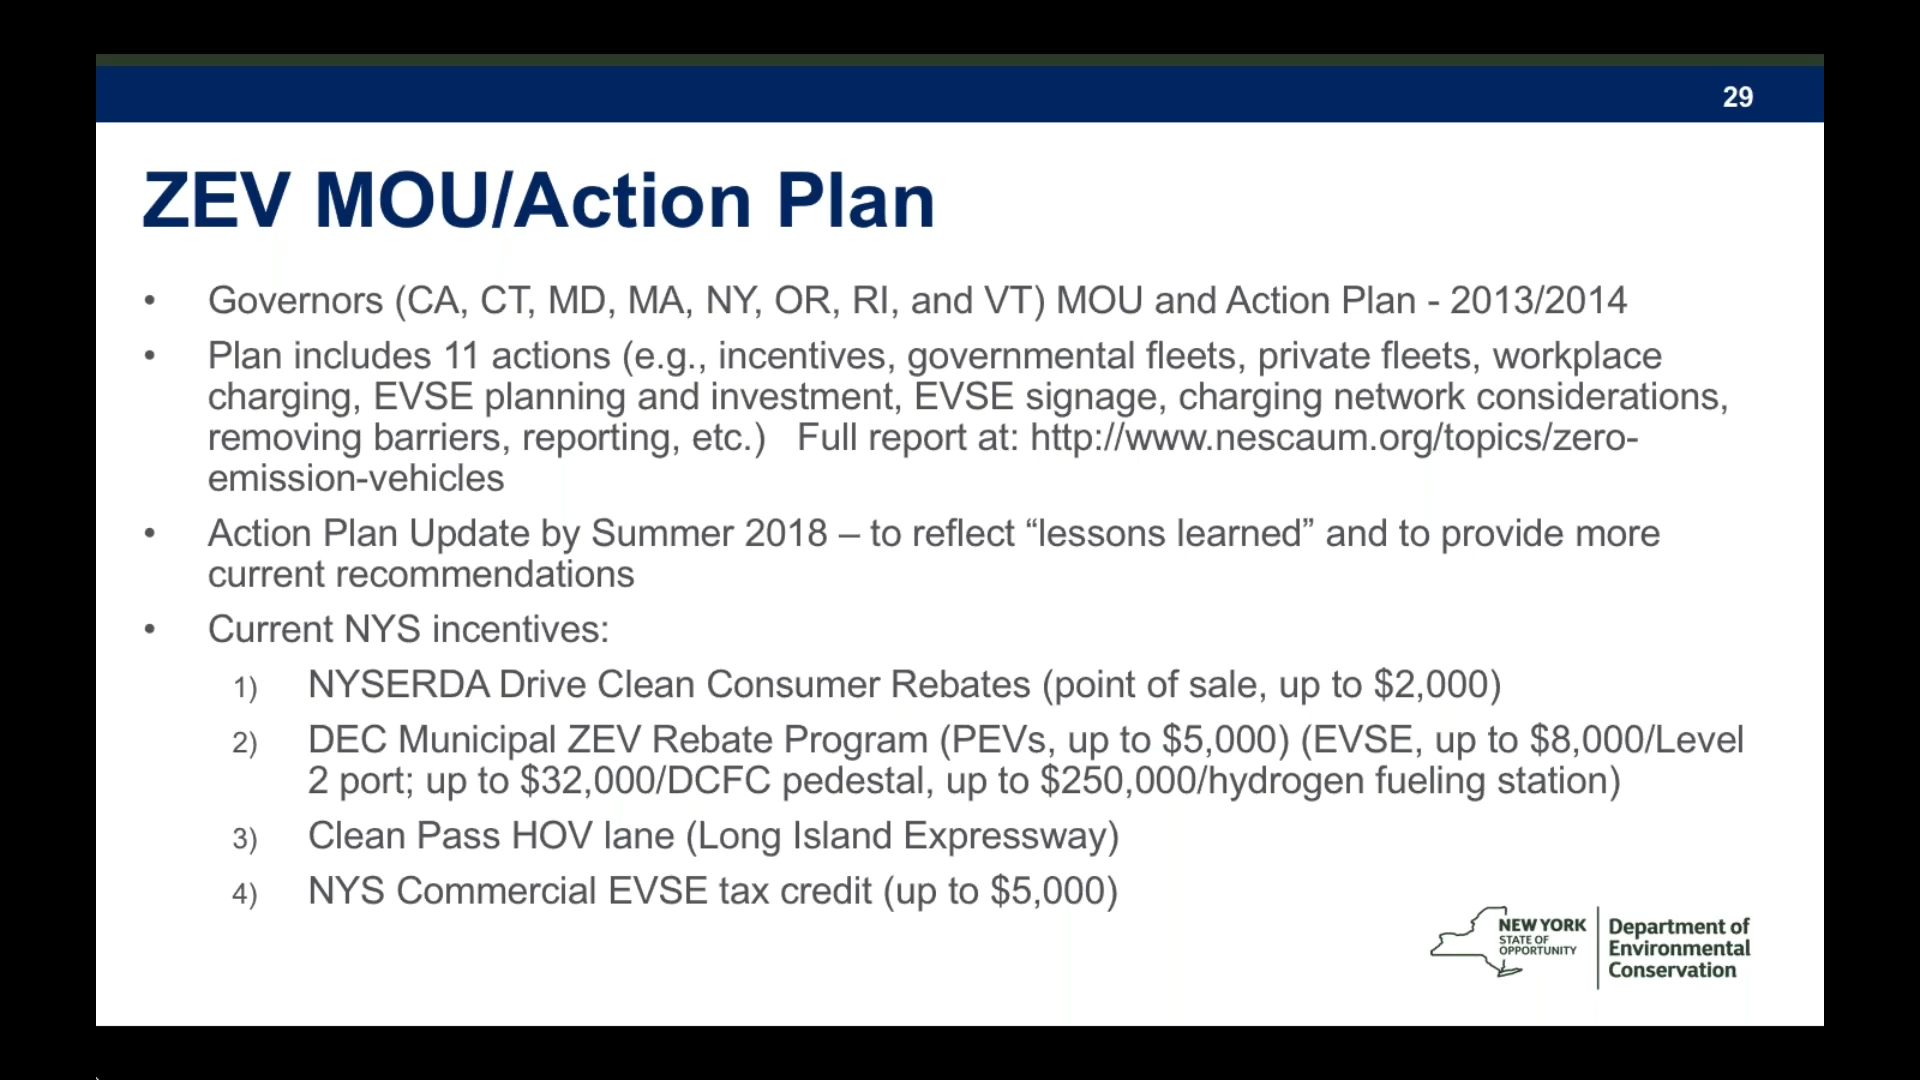 29
ZEV MOU/Action Plan
• Governors (CA, CT, MD, MA, NY, OR, RI, and VT) MOU and Action Plan - 2013/2014
• Plan includes 11 actions (e.g., incentives, governmental fleets, private fleets, workplace
charging, EVSE planning and investment, EVSE signage, charging network considerations,
removing barriers, reporting, etc.)   Full report at: http://www.nescaum.org/topics/zero-
emission-vehicles
• Action Plan Update by Summer 2018 – to reflect “lessons learned” and to provide more
current recommendations
• Current NYS incentives:
1) NYSERDA Drive Clean Consumer Rebates (point of sale, up to $2,000)
2) DEC Municipal ZEV Rebate Program (PEVs, up to $5,000) (EVSE, up to $8,000/Level
2 port; up to $32,000/DCFC pedestal, up to $250,000/hydrogen fueling station)
3) Clean Pass HOV lane (Long Island Expressway)
4) NYS Commercial EVSE tax credit (up to $5,000)
NEW YORK
STATE OF
OPPORTUNITY
Department of
Environmental
Conservation